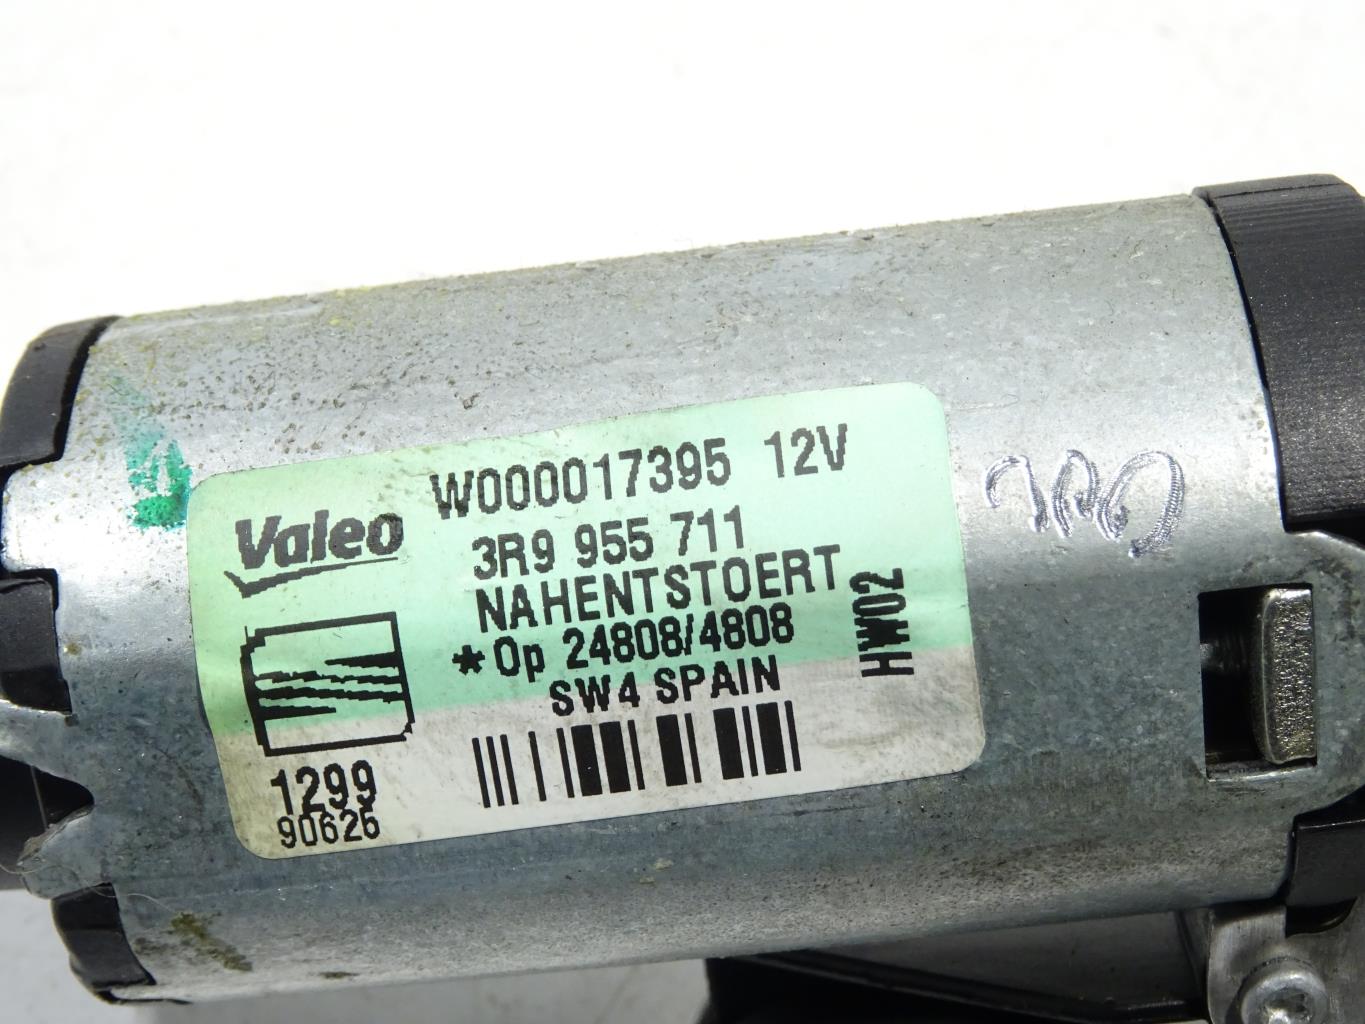 W000017395 12V
Valeo
3R9 955 711
NAHENTSTOERT
*Op 24808/4808
SW4 SPAIN
HW02
1299
90626